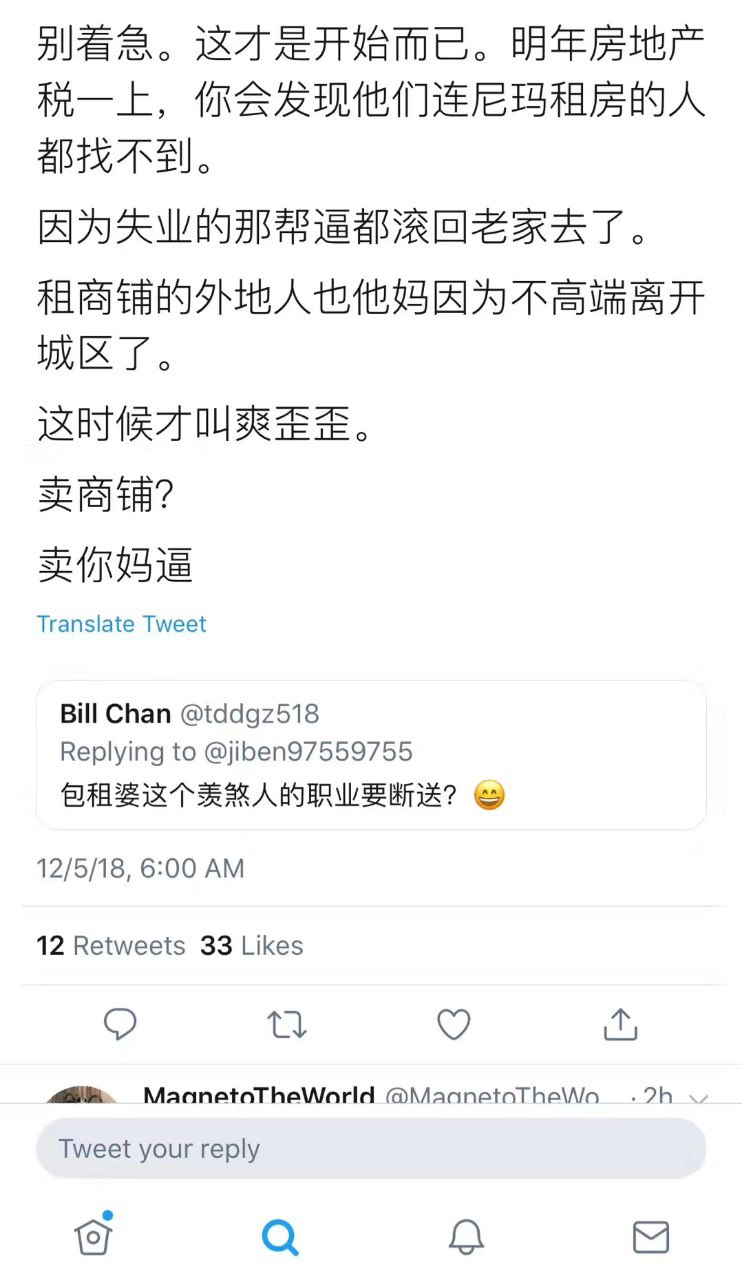 别着急。这才是开始而已。明年房地产
税一上，你会发现他们连尼玛租房的人
都找不到。
因为失业的那帮逼都滚回老家去了。
租商铺的外地人也他妈因为不高端离开
城区了。
这时候才叫爽歪歪。
卖商铺？
卖你妈逼
Translate Tweet
Bill Chan @tddgz518
Replying to @jiben97559755
包租婆这个羡煞人的职业要断送？😄
12/5/18, 6:00 AM
12 Retweets 33 Likes
MagnetoTheWorld @MagnetoTheWo... · 2h
Tweet your reply